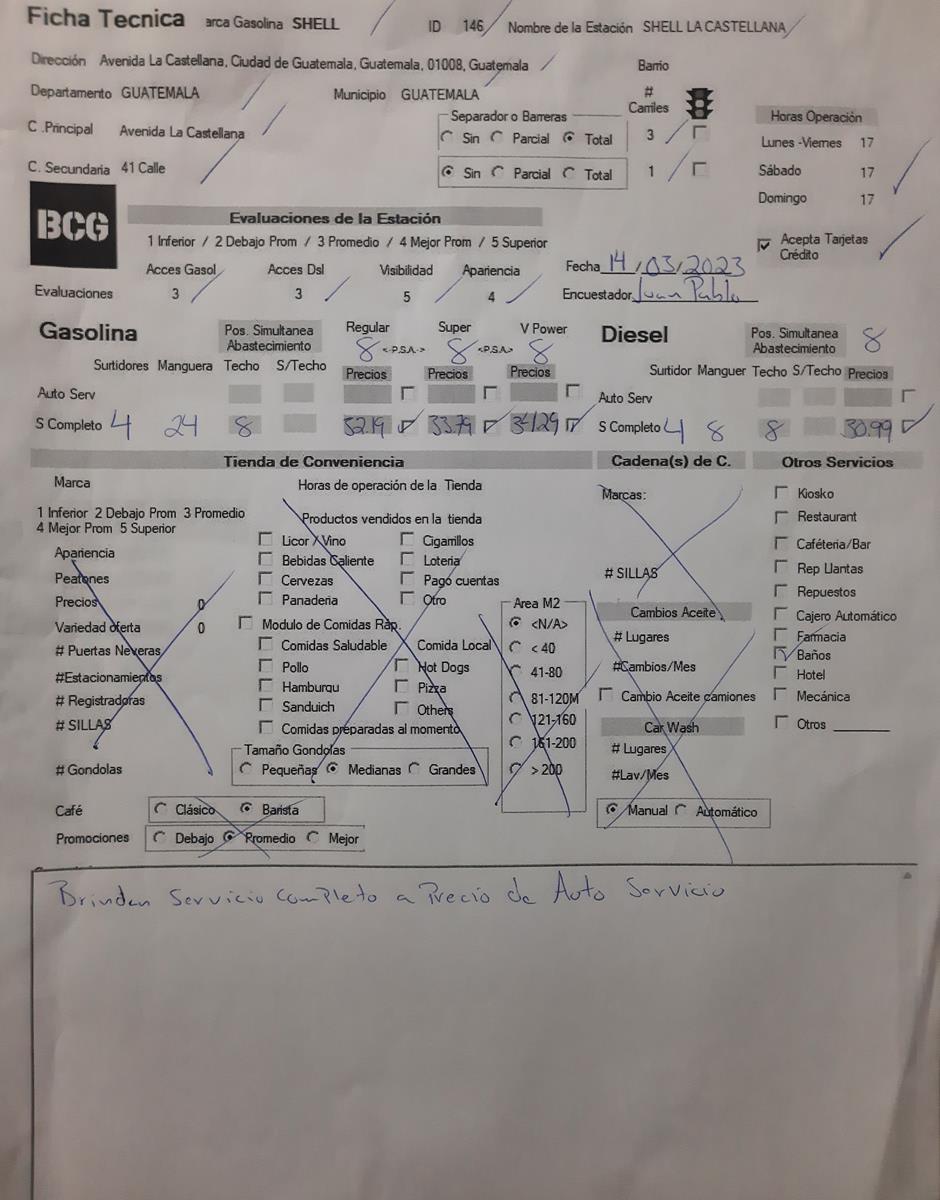 Ficha Tecnica arca Gasolina SHELL ID 146 Nombre de la Estación SHELL LA CASTELLANA
Dirección Avenida La Castellana, Ciudad de Guatemala, Guatemala, 01008, Guatemala Barrio
Departamento GUATEMALA Municipio GUATEMALA # Carriles
Separador o Barreras Horas Operación
C .Principal Avenida La Castellana Sin Parcial Total 3 Lunes -Viernes 17
C. Secundaria 41 Calle Sin Parcial Total 1 Sábado 17
Domingo 17
BCG
Evaluaciones de la Estación
1 Inferior / 2 Debajo Prom / 3 Promedio / 4 Mejor Prom / 5 Superior Acepta Tarjetas Crédito
Acces Gasol Acces Dsl Visibilidad Apariencia Fecha 14/03/2023
Evaluaciones 3 3 5 4 Encuestador Juan Pablo
Gasolina Pos. Simultanea Abastecimiento Regular Super V Power Diesel Pos. Simultanea Abastecimiento 8
8 <-P.S.A.-> 8 <-P.S.A.> 8
Surtidores Manguera Techo S/Techo Precios Precios Precios Surtidor Manguer Techo S/Techo Precios
Auto Serv Auto Serv
S Completo 4 24 8 32.19 33.79 34.29 S Completo 4 8 8 30.99
Tienda de Conveniencia Cadena(s) de C. Otros Servicios
Marca Horas de operación de la Tienda Marcas: Kiosko
1 Inferior 2 Debajo Prom 3 Promedio Productos vendidos en la tienda Restaurant
4 Mejor Prom 5 Superior Licor / Vino Cigarrillos Caféteria/Bar
Apariencia Bebidas Caliente Loteria # SILLAS Rep Llantas
Peatones Cervezas Pago cuentas Repuestos
Precios 0 Panaderia Otro Area M2 Cambios Aceite Cajero Automático
Variedad oferta 0 Modulo de Comidas Ráp. <N/A> # Lugares Farmacia
# Puertas Neveras Comidas Saludable Comida Local < 40 Baños
#Estacionamientos Pollo Hot Dogs 41-80 #Cambios/Mes Hotel
# Registradoras Hamburqu Pizza 81-120M Cambio Aceite camiones Mecánica
# SILLAS Sanduich Others 121-160 Car Wash Otros
Comidas préparadas al momento 161-200 # Lugares
# Gondolas Tamaño Gondolas > 200 #Lav/Mes
Pequeñas Medianas Grandes
Café Clásico Barista Manual Automático
Promociones Debajo Promedio Mejor
Brindan Servicio Completo a Precio de Auto Servicio